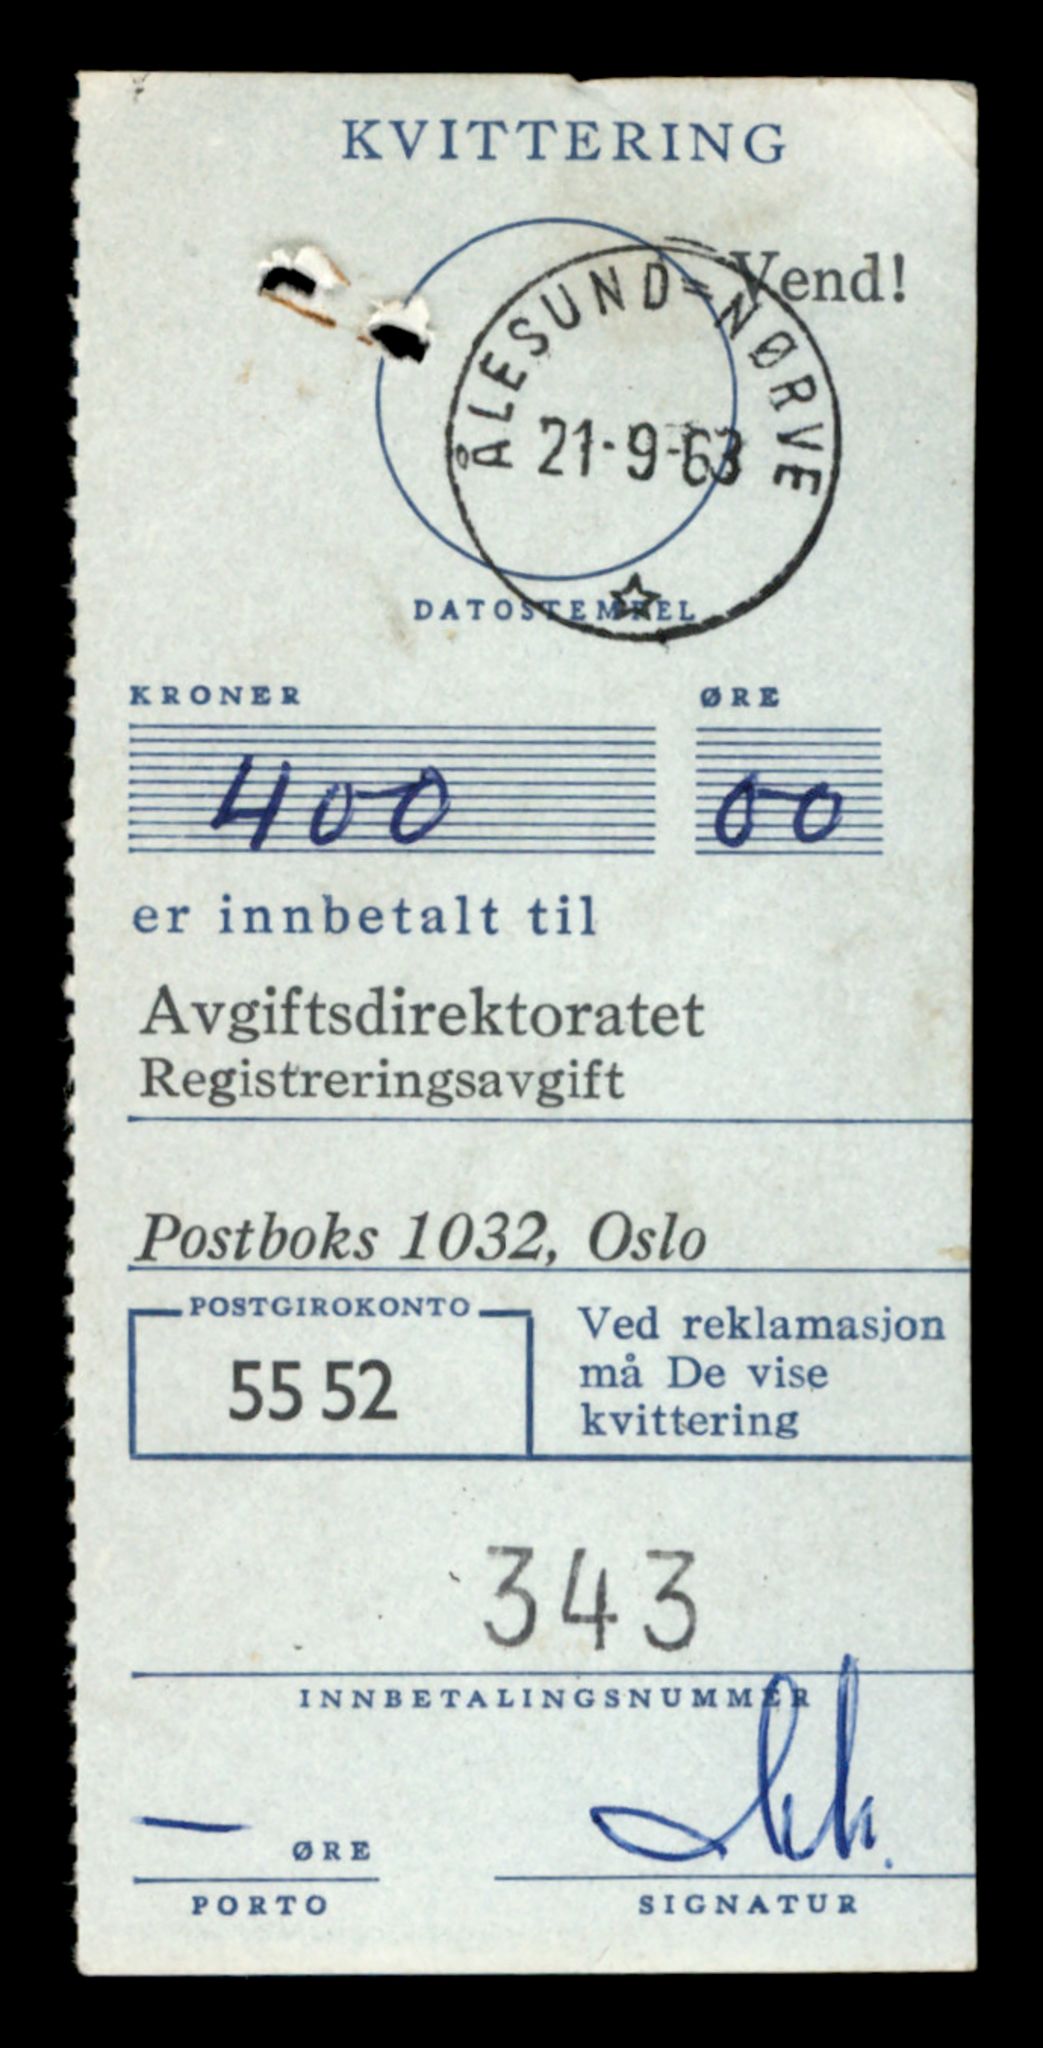 KVITTERING
Vend!
ÅLESUND-NØRVE
21-9-63
DATOSTEMPEL
KRONER ØRE
400 00
er innbetalt til
Avgiftsdirektoratet
Registreringsavgift
Postboks 1032, Oslo
POSTGIROKONTO
55 52
Ved reklamasjon
må De vise
kvittering
343
INNBETALINGSNUMMER
— ØRE
PORTO
SIGNATUR